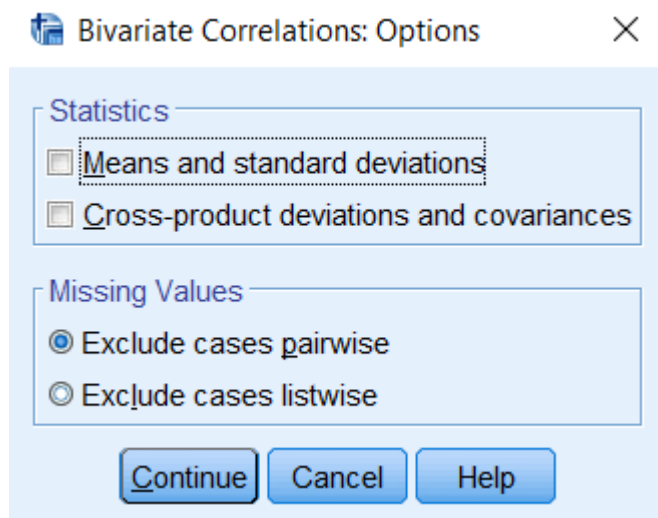 Bivariate Correlations: Options
Statistics
Means and standard deviations
Cross-product deviations and covariances
Missing Values
Exclude cases pairwise
Exclude cases listwise
Continue Cancel Help